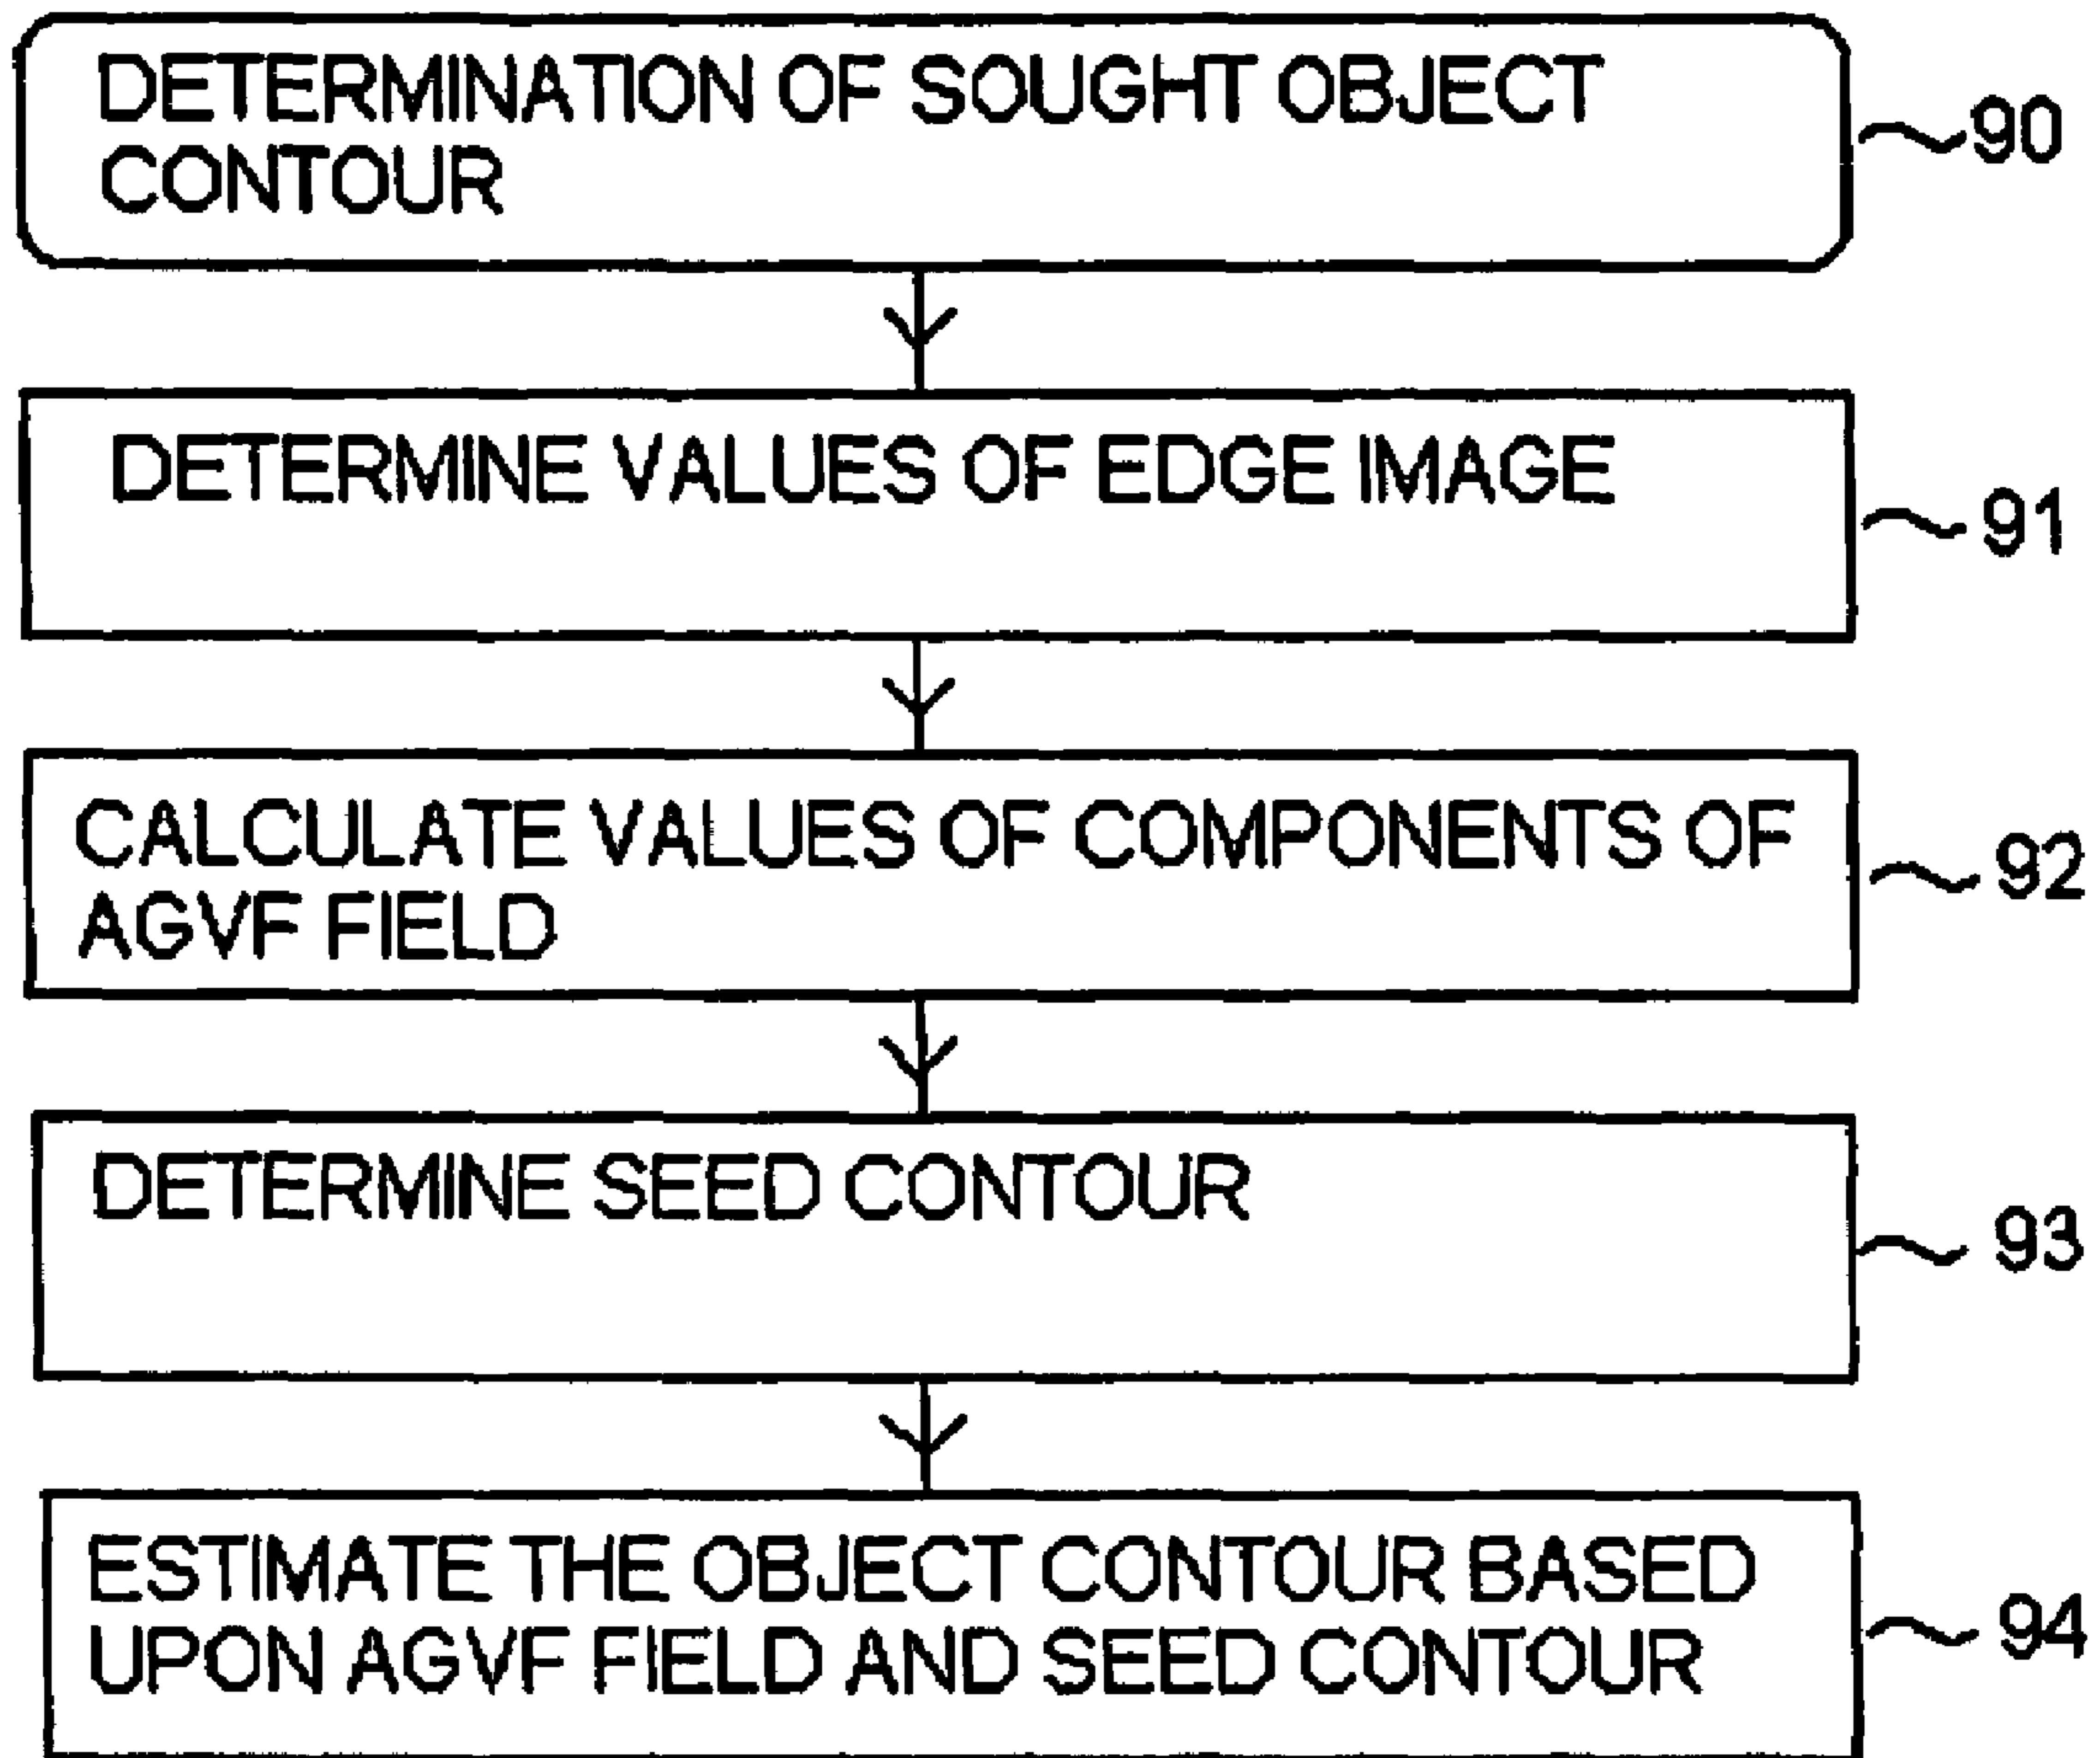 DETERMINATION OF SOUGHT OBJECT
CONTOUR
90
DETERMINE VALUES OF EDGE IMAGE
91
CALCULATE VALUES OF COMPONENTS OF
AGVF FIELD
92
DETERMINE SEED CONTOUR
93
ESTIMATE THE OBJECT CONTOUR BASED
UPON AGVF FIELD AND SEED CONTOUR
94